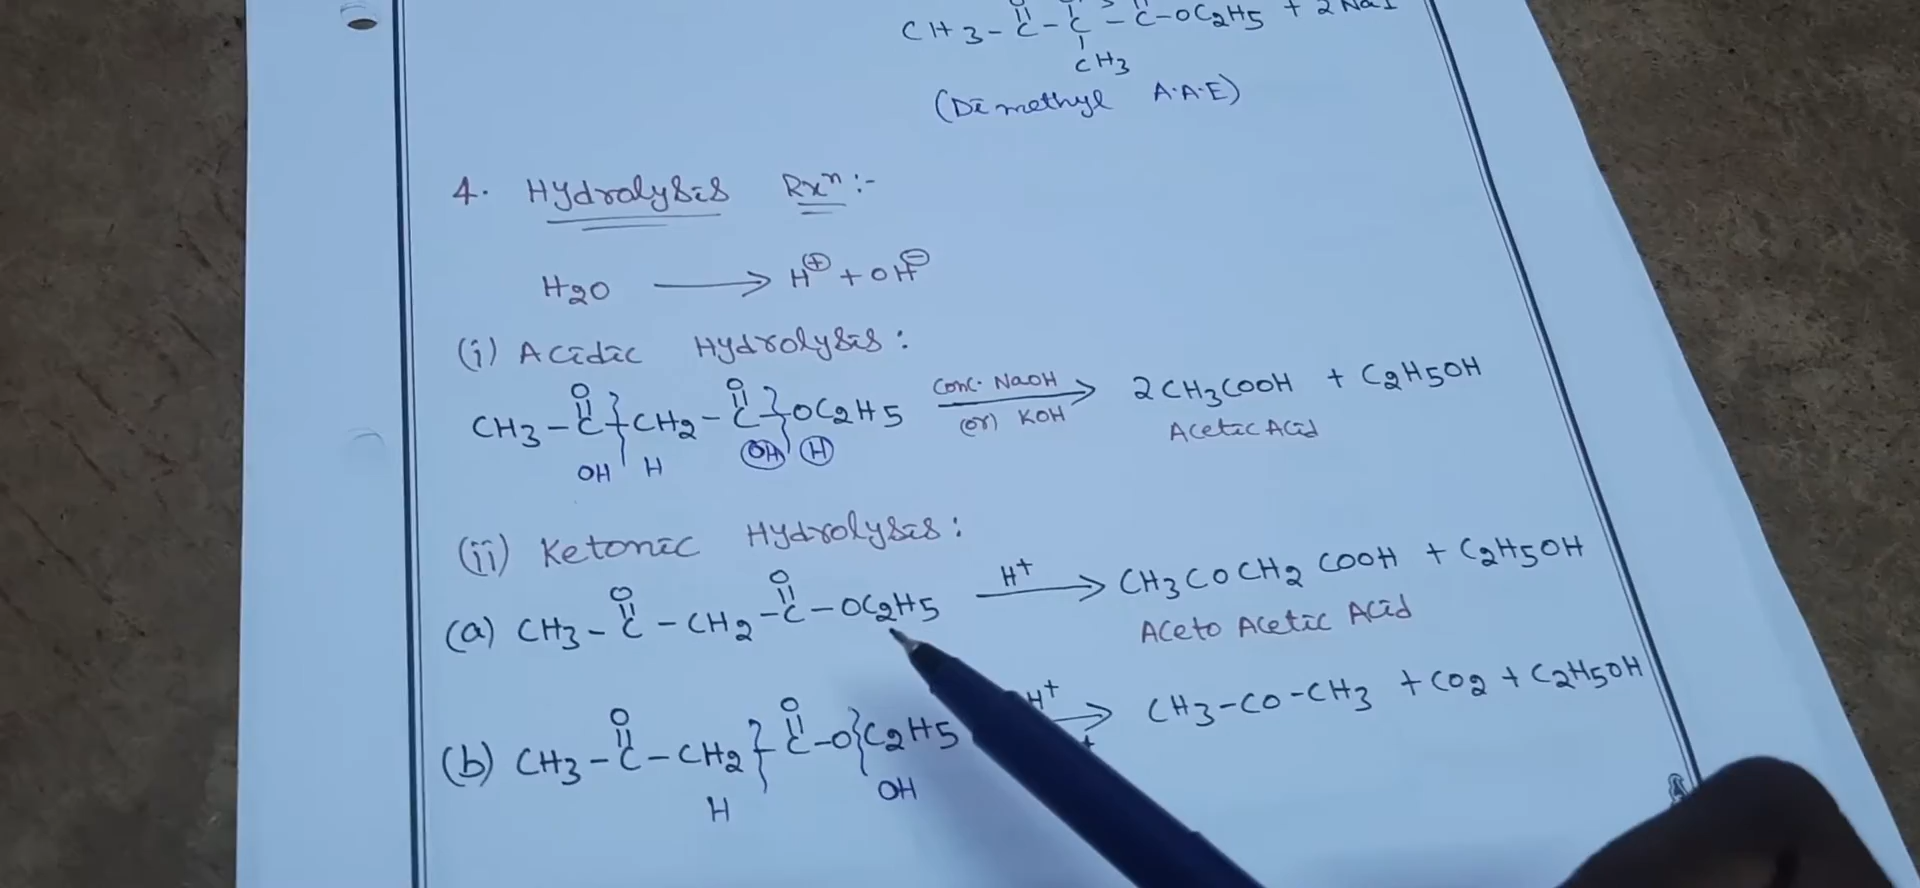 CH3-C-C-C-OC2H5 + 2NaI
CH3
(Dimethyl A.A.E)
4. Hydrolysis Rxⁿ:-
H2O ⟶ H⊕ + OH⊖
(i) Acidic Hydrolysis:
O O
CH3-C-CH2-C-OC2H5 Conc. NaOH (or) KOH ⟶ 2CH3COOH + C2H5OH
OH H OH H Acetic Acid
(ii) Ketonic Hydrolysis:
O O
(a) CH3-C-CH2-C-OC2H5 H⁺ ⟶ CH3COCH2COOH + C2H5OH
Aceto Acetic Acid
O O
(b) CH3-C-CH2-C-O C2H5 H⁺ ⟶ CH3-CO-CH3 + CO2 + C2H5OH
H OH